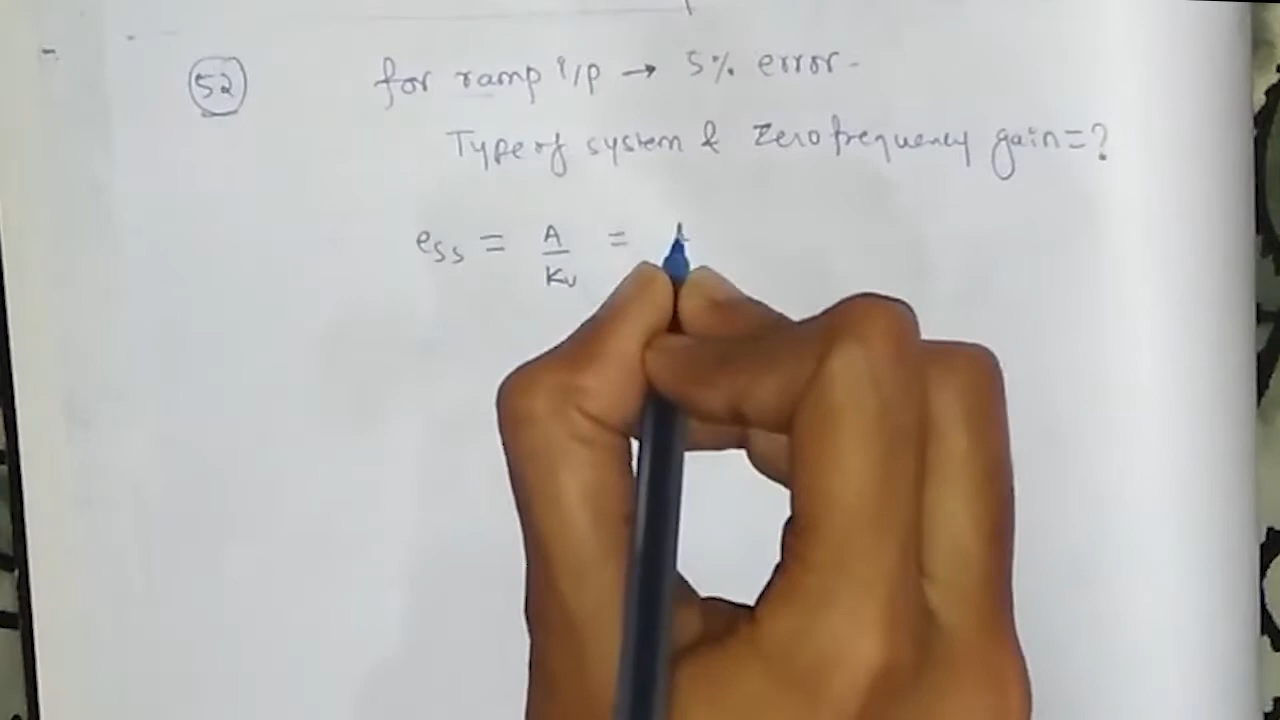 52 for ramp i/p → 5% error.
Type of system & Zero frequency gain = ?
ess = A/Kv =